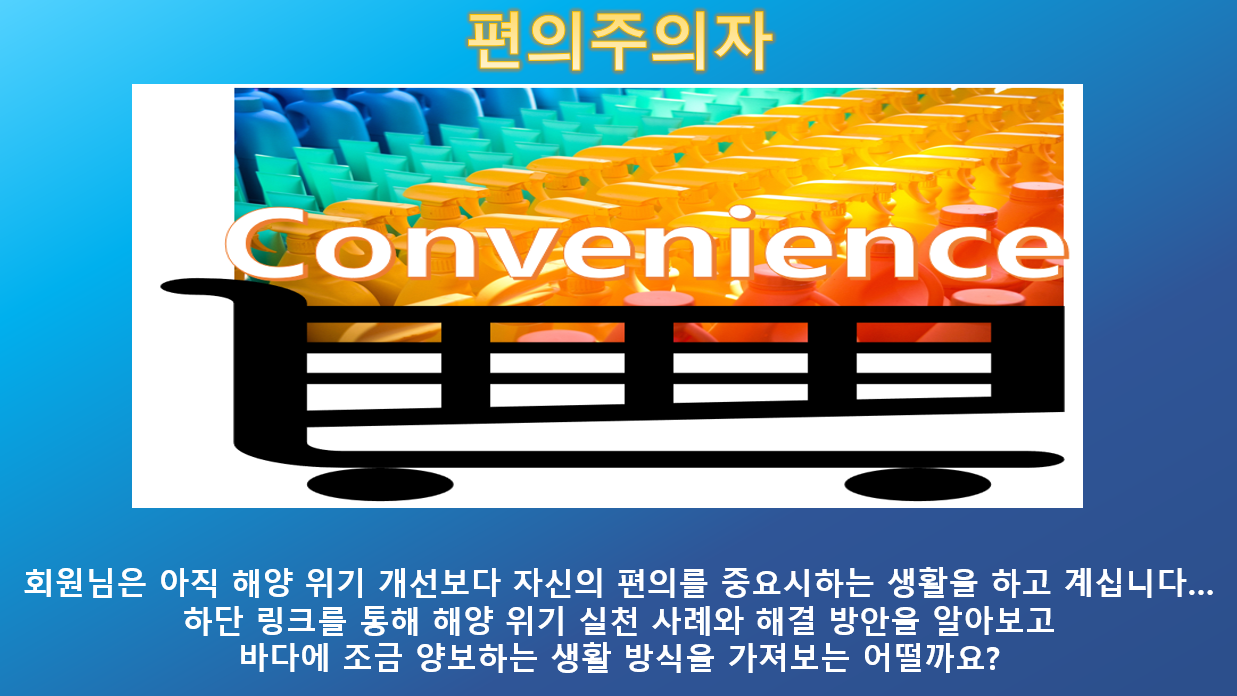 편의주의자
Convenience
회원님은 아직 해양 위기 개선보다 자신의 편의를 중요시하는 생활을 하고 계십니다...
하단 링크를 통해 해양 위기 실천 사례와 해결 방안을 알아보고
바다에 조금 양보하는 생활 방식을 가져보는 어떨까요?